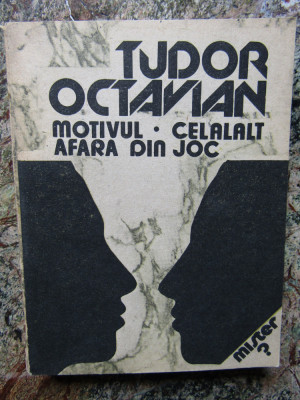 TUDOR
OCTAVIAN
MOTIVUL • CELALALT
AFARA DIN JOC
mister
?